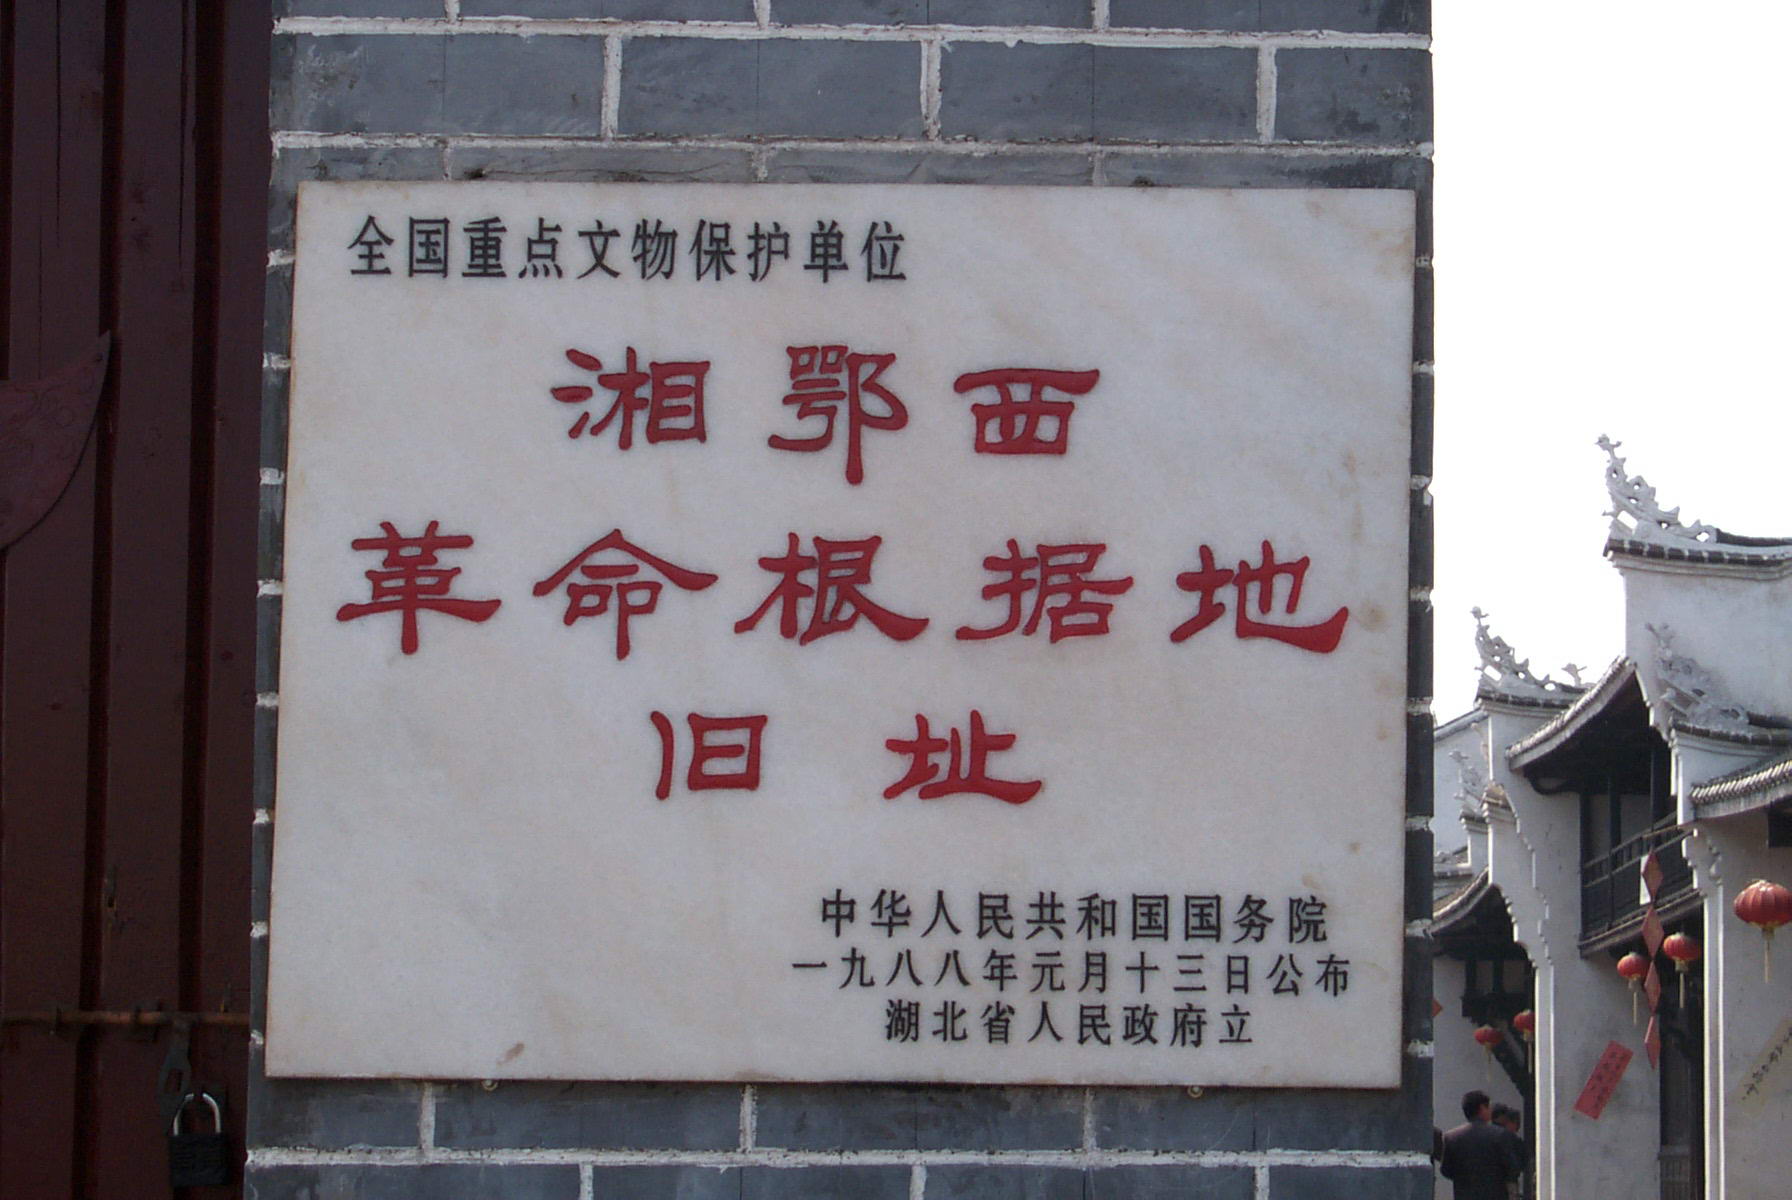 全国重点文物保护单位
湘鄂西
革命根据地
旧址
中华人民共和国国务院
一九八八年元月十三日公布
湖北省人民政府立